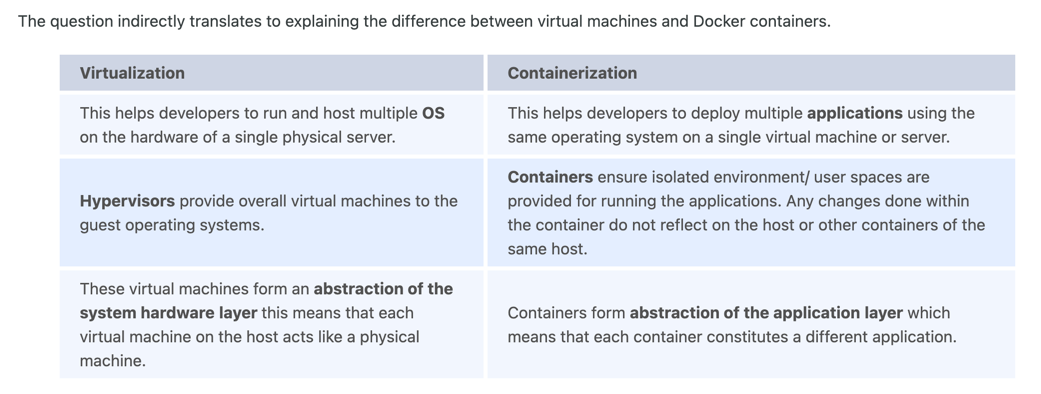 The question indirectly translates to explaining the difference between virtual machines and Docker containers.
Virtualization
Containerization
This helps developers to run and host multiple OS
on the hardware of a single physical server.
This helps developers to deploy multiple applications using the
same operating system on a single virtual machine or server.
Hypervisors provide overall virtual machines to the
guest operating systems.
Containers ensure isolated environment/ user spaces are
provided for running the applications. Any changes done within
the container do not reflect on the host or other containers of the
same host.
These virtual machines form an abstraction of the
system hardware layer this means that each
virtual machine on the host acts like a physical
machine.
Containers form abstraction of the application layer which
means that each container constitutes a different application.